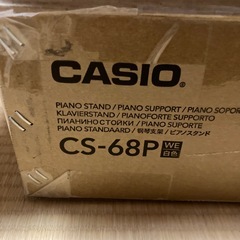 CASIO
PIANO STAND / PIANO SUPPORT / PIANO SOPOR
KLAVIERSTAND / PIANOFORTE SUPPORTO
ПИАНИНО СТОЙКИ / PIANO SUPORTE
PIANO STANDAARD / 钢琴支架 / ピアノスタンド
CS-68P WE 白色